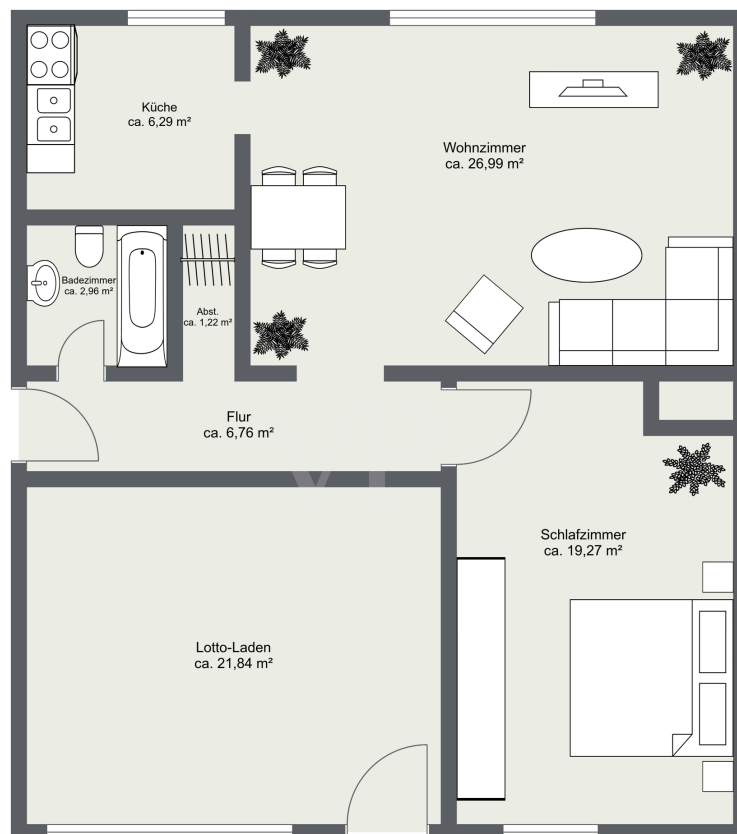 Küche
ca. 6,29 m²
Wohnzimmer
ca. 26,99 m²
Badezimmer
ca. 2,96 m²
Abst.
ca. 1,22 m²
Flur
ca. 6,76 m²
Schlafzimmer
ca. 19,27 m²
Lotto-Laden
ca. 21,84 m²